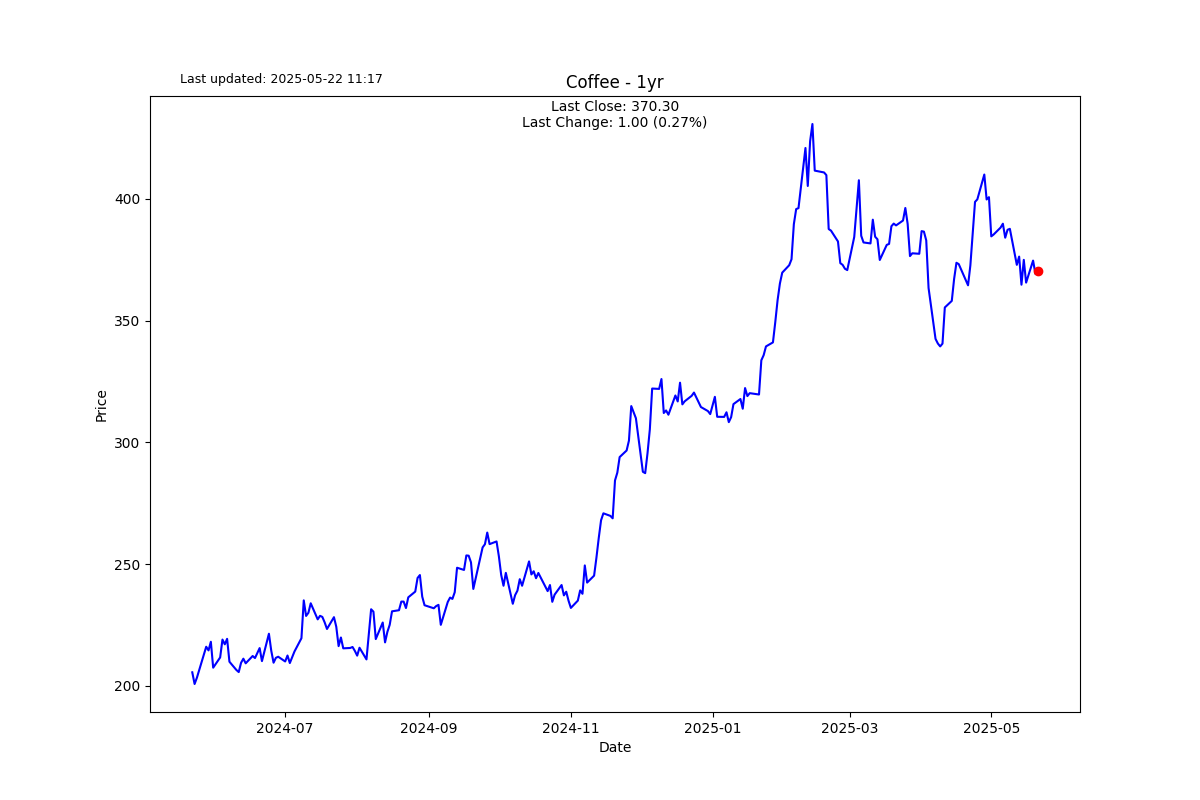 Last updated: 2025-05-22 11:17
Coffee - 1yr
Last Close: 370.30
Last Change: 1.00 (0.27%)
400
350
300
250
200
Price
2024-07
2024-09
2024-11
2025-01
2025-03
2025-05
Date